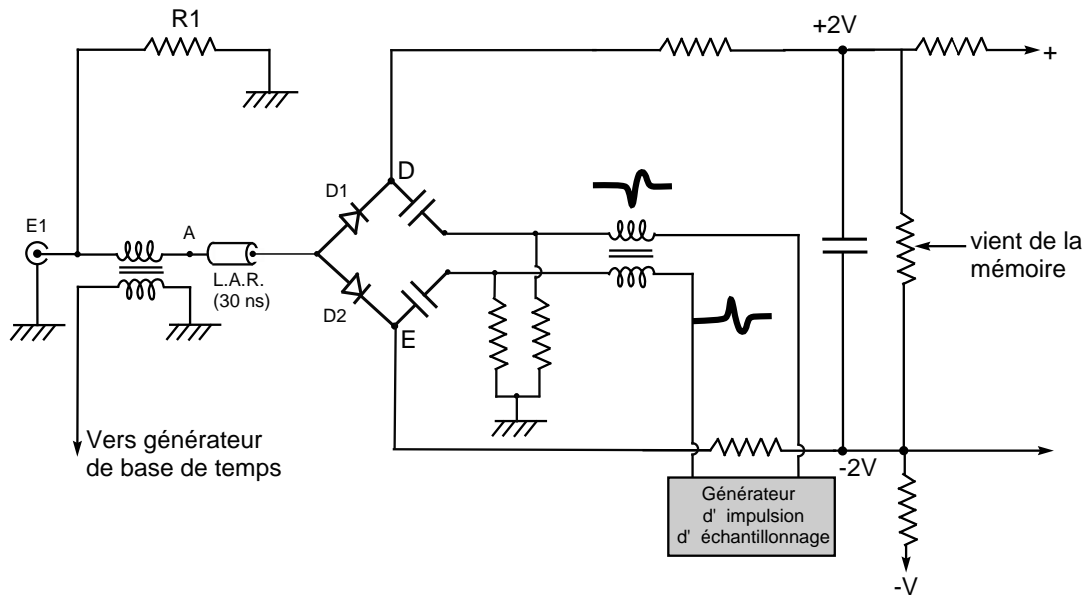 R1
+2V
+
D
D1
E1
A
L.A.R.
(30 ns)
D2
E
vient de la
mémoire
Vers générateur
de base de temps
-2V
Générateur
d' impulsion
d' échantillonnage
-V